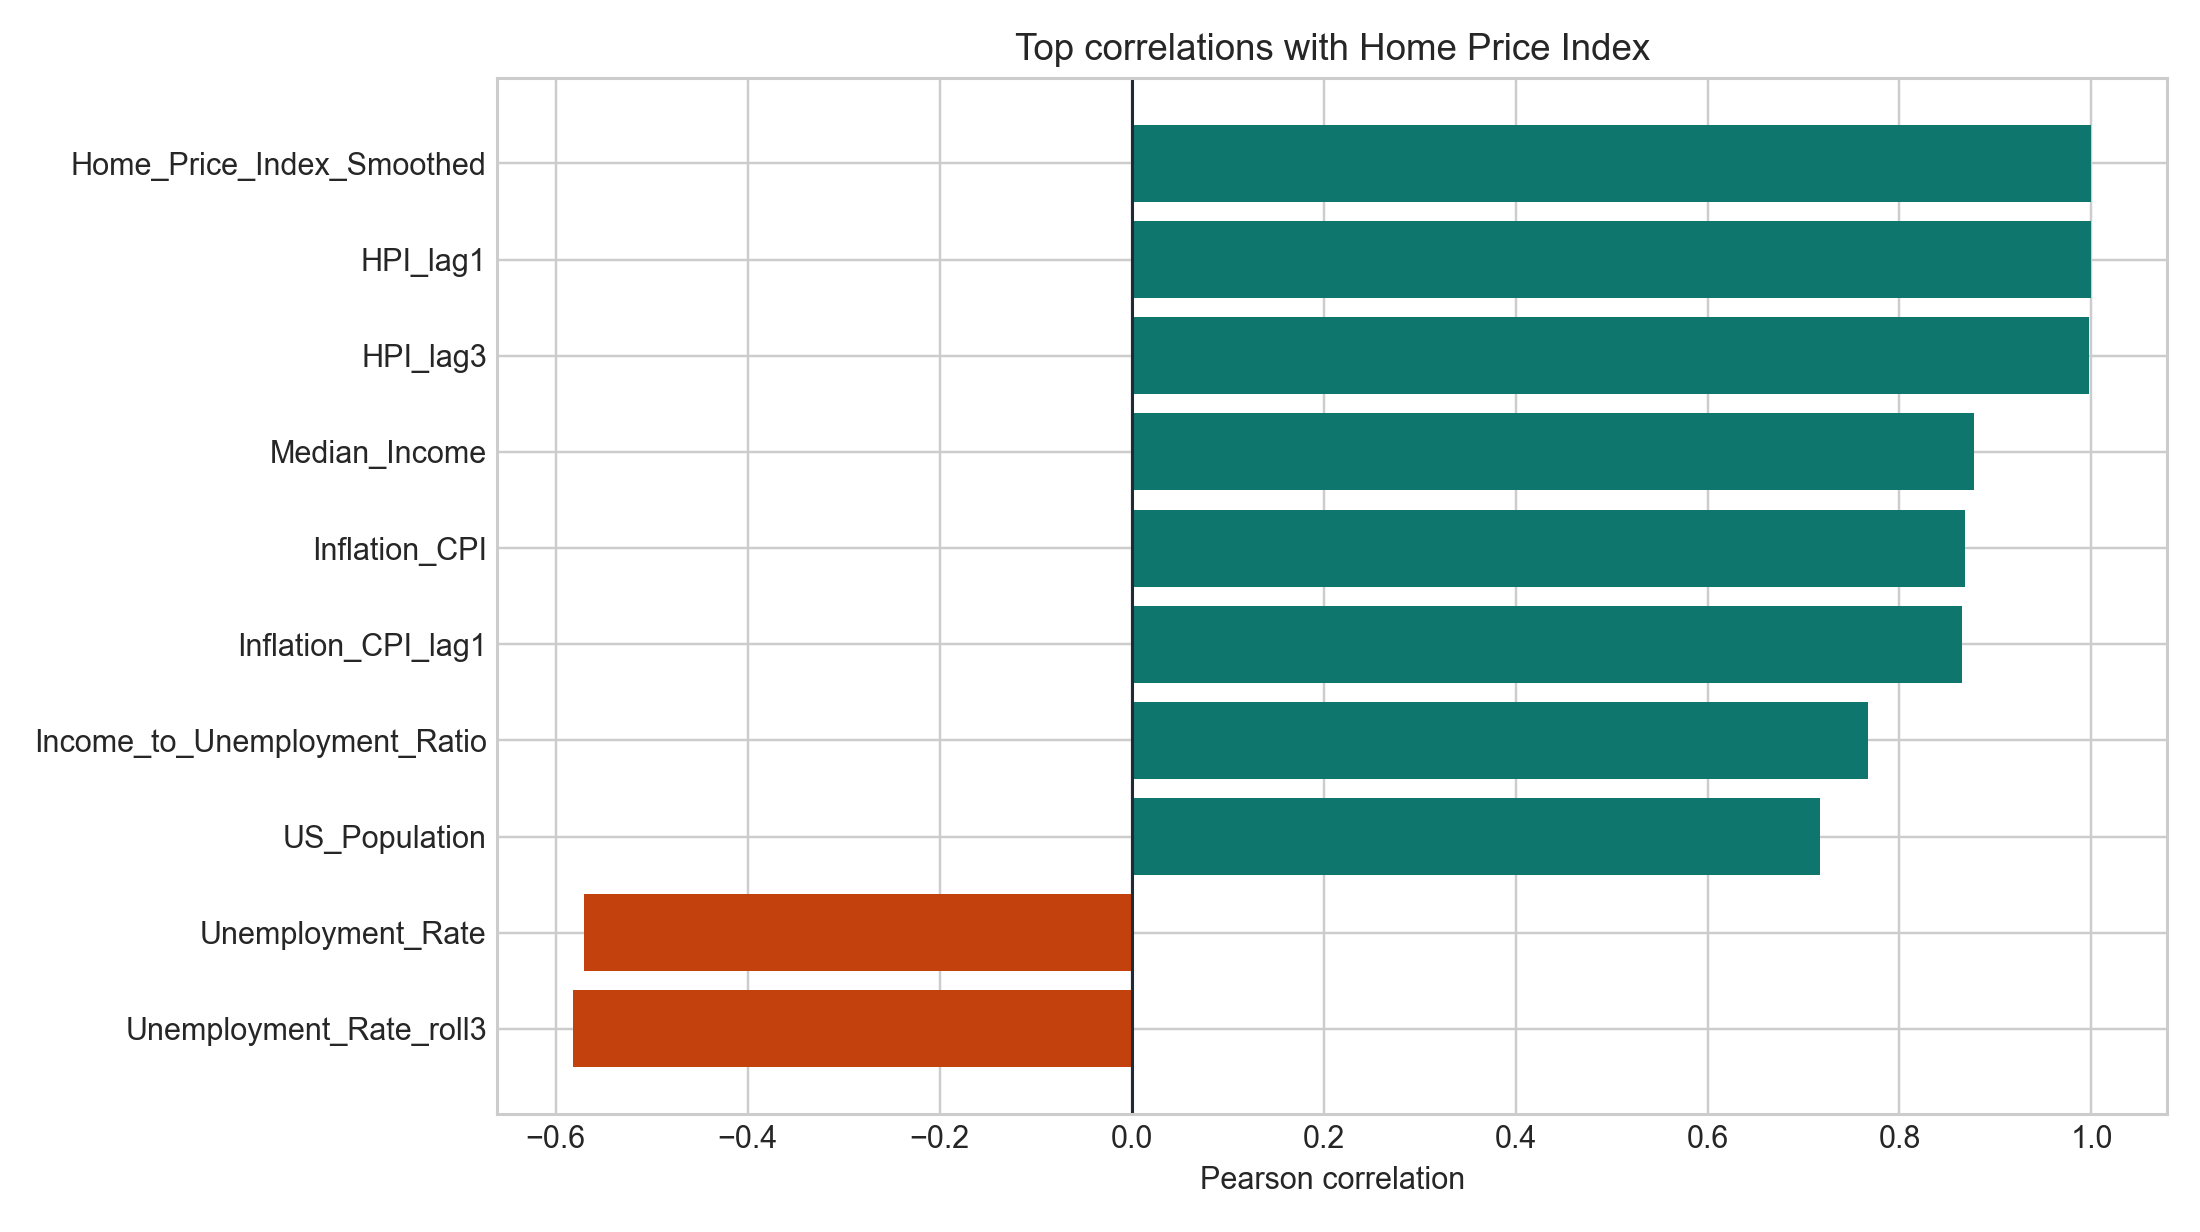 Top correlations with Home Price Index
Home_Price_Index_Smoothed
HPI_lag1
HPI_lag3
Median_Income
Inflation_CPI
Inflation_CPI_lag1
Income_to_Unemployment_Ratio
US_Population
Unemployment_Rate
Unemployment_Rate_roll3
−0.6 −0.4 −0.2 0.0 0.2 0.4 0.6 0.8 1.0
Pearson correlation